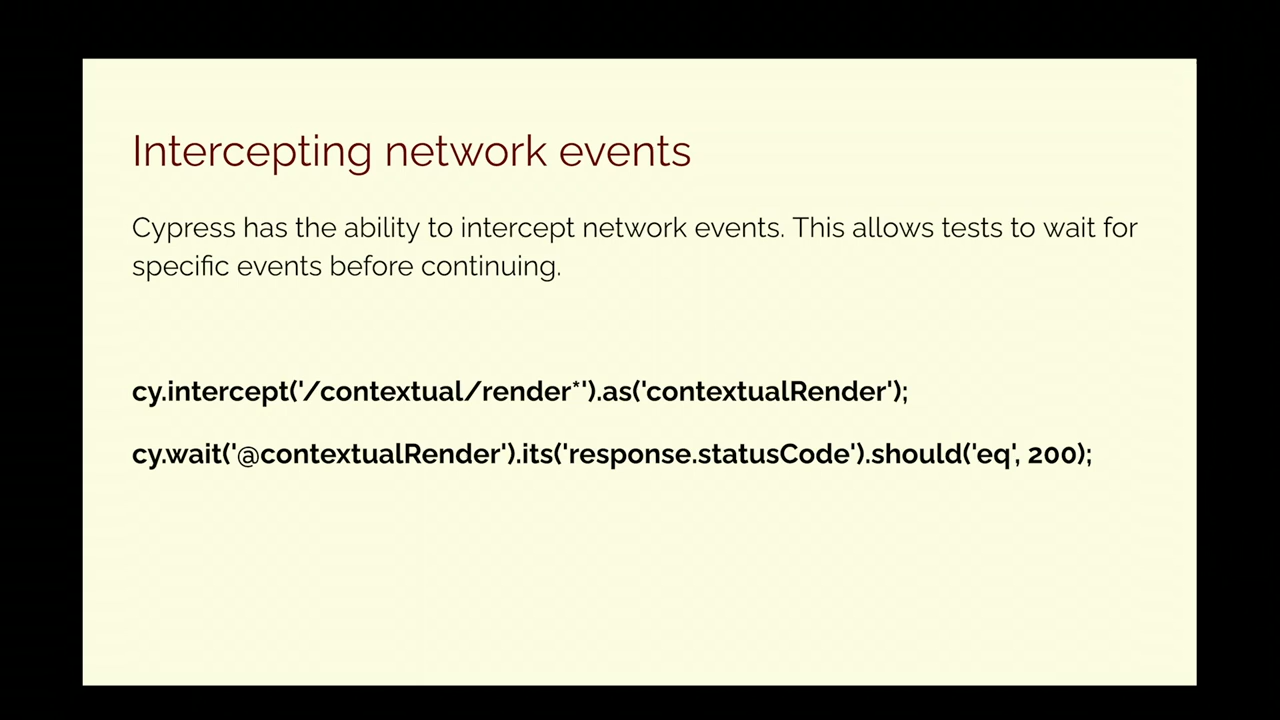 Intercepting network events
Cypress has the ability to intercept network events. This allows tests to wait for
specific events before continuing.
cy.intercept('/contextual/render*').as('contextualRender');
cy.wait('@contextualRender').its('response.statusCode').should('eq', 200);